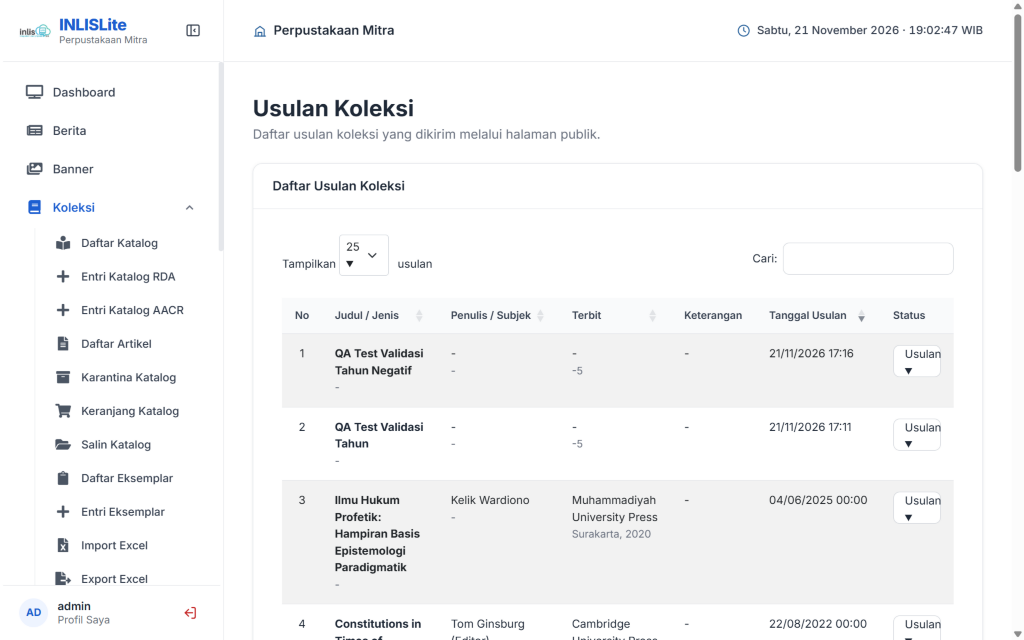 inlis
INLISLite
Perpustakaan Mitra
Perpustakaan Mitra
Sabtu, 21 November 2026 · 19:02:47 WIB
Dashboard
Berita
Banner
Koleksi
Daftar Katalog
Entri Katalog RDA
Entri Katalog AACR
Daftar Artikel
Karantina Katalog
Keranjang Katalog
Salin Katalog
Daftar Eksemplar
Entri Eksemplar
Import Excel
Export Excel
AD
admin
Profil Saya
Usulan Koleksi
Daftar usulan koleksi yang dikirim melalui halaman publik.
Daftar Usulan Koleksi
Tampilkan 25 usulan
Cari:
No Judul / Jenis Penulis / Subjek Terbit Keterangan Tanggal Usulan Status
1 QA Test Validasi - - - 21/11/2026 17:16 Usulan
Tahun Negatif - -5
-
2 QA Test Validasi - - - 21/11/2026 17:11 Usulan
Tahun - -5
-
3 Ilmu Hukum Kelik Wardiono Muhammadiyah - 04/06/2025 00:00 Usulan
Profetik: - University Press
Hampiran Basis Surakarta, 2020
Epistemologi
Paradigmatik
-
4 Constitutions in Tom Ginsburg Cambridge - 22/08/2022 00:00 Usulan
Times of (Editor) University Press